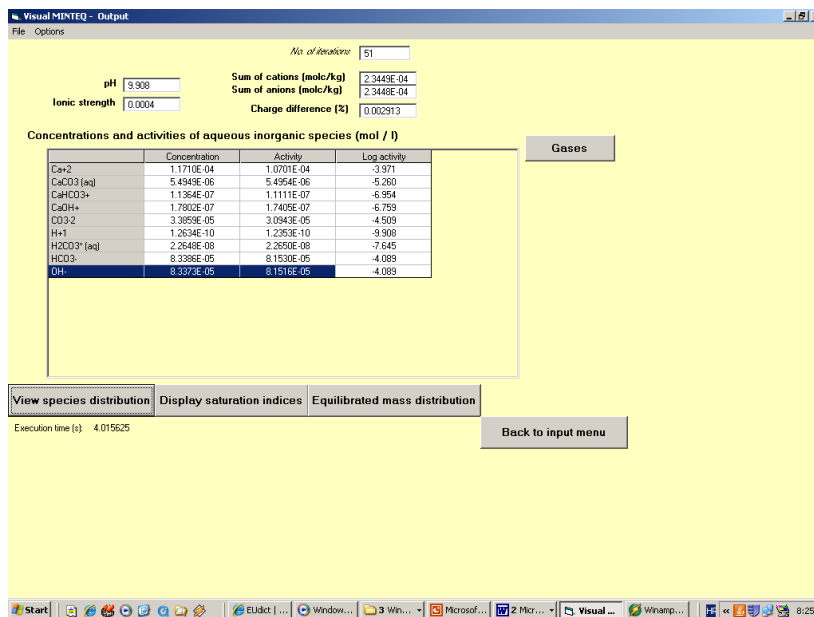 Visual MINTEQ - Output
File Options
No. of iterations 51
pH 9.908
Sum of cations (molc/kg) 2.3449E-04
Sum of anions (molc/kg) 2.3448E-04
Ionic strength 0.0004
Charge difference (%) 0.002913
Concentrations and activities of aqueous inorganic species (mol / l)
Gases
Concentration Activity Log activity
Ca+2 1.1710E-04 1.0701E-04 -3.971
CaCO3 (aq) 5.4949E-06 5.4954E-06 -5.260
CaHCO3+ 1.1364E-07 1.1111E-07 -6.954
CaOH+ 1.7802E-07 1.7405E-07 -6.759
CO3-2 3.3859E-05 3.0943E-05 -4.509
H+1 1.2634E-10 1.2353E-10 -9.908
H2CO3* (aq) 2.2648E-08 2.2650E-08 -7.645
HCO3- 8.3386E-05 8.1530E-05 -4.089
OH- 8.3373E-05 8.1516E-05 -4.089
View species distribution Display saturation indices Equilibrated mass distribution
Execution time (s): 4.015625
Back to input menu
Start EUdict | ... Window... 3 Win... Microsof... 2 Micr... Visual ... Winamp... HR « 8:25